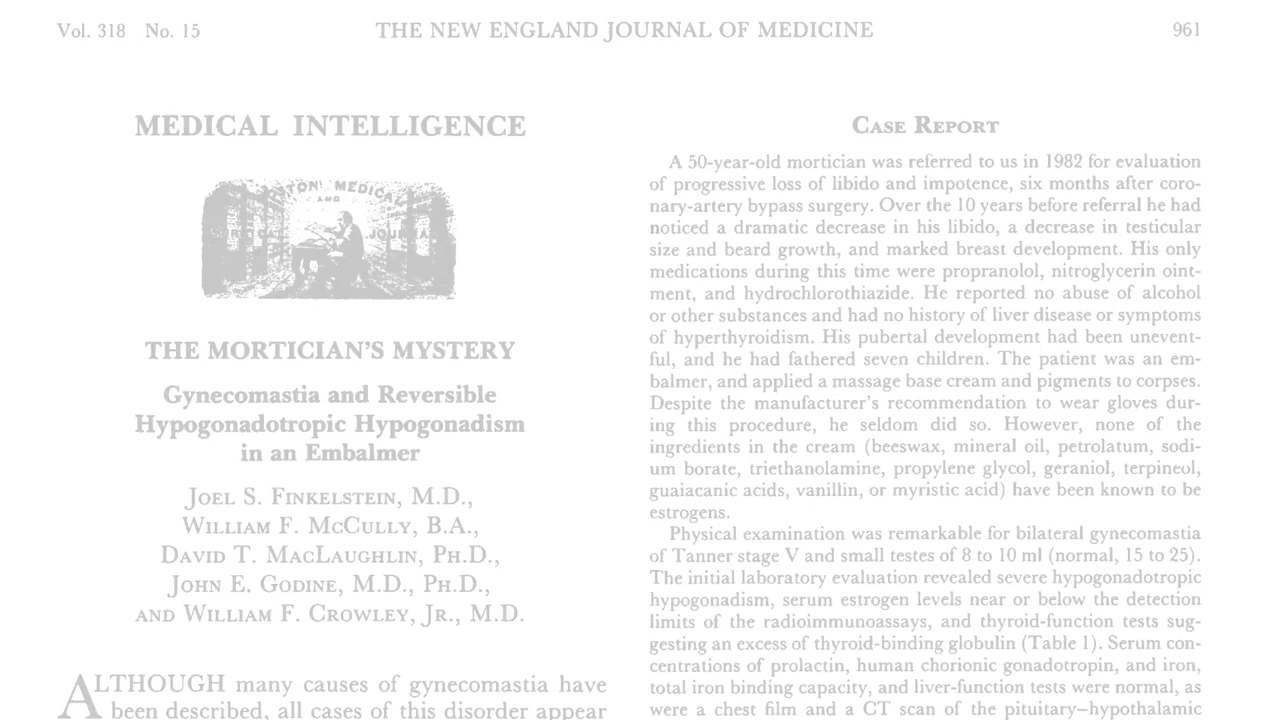 Vol. 318 No. 15
THE NEW ENGLAND JOURNAL OF MEDICINE
961
MEDICAL INTELLIGENCE
BOSTON MEDICAL
AND
JOURNAL
THE MORTICIAN'S MYSTERY
Gynecomastia and Reversible
Hypogonadotropic Hypogonadism
in an Embalmer
JOEL S. FINKELSTEIN, M.D.,
WILLIAM F. MCCULLY, B.A.,
DAVID T. MACLAUGHLIN, PH.D.,
JOHN E. GODINE, M.D., PH.D.,
AND WILLIAM F. CROWLEY, JR., M.D.
ALTHOUGH many causes of gynecomastia have
been described, all cases of this disorder appear
CASE REPORT
A 50-year-old mortician was referred to us in 1982 for evaluation
of progressive loss of libido and impotence, six months after coro-
nary-artery bypass surgery. Over the 10 years before referral he had
noticed a dramatic decrease in his libido, a decrease in testicular
size and beard growth, and marked breast development. His only
medications during this time were propranolol, nitroglycerin oint-
ment, and hydrochlorothiazide. He reported no abuse of alcohol
or other substances and had no history of liver disease or symptoms
of hyperthyroidism. His pubertal development had been unevent-
ful, and he had fathered seven children. The patient was an em-
balmer, and applied a massage base cream and pigments to corpses.
Despite the manufacturer's recommendation to wear gloves dur-
ing this procedure, he seldom did so. However, none of the
ingredients in the cream (beeswax, mineral oil, petrolatum, sodi-
um borate, triethanolamine, propylene glycol, geraniol, terpineol,
guaiacanic acids, vanillin, or myristic acid) have been known to be
estrogens.
Physical examination was remarkable for bilateral gynecomastia
of Tanner stage V and small testes of 8 to 10 ml (normal, 15 to 25).
The initial laboratory evaluation revealed severe hypogonadotropic
hypogonadism, serum estrogen levels near or below the detection
limits of the radioimmunoassays, and thyroid-function tests sug-
gesting an excess of thyroid-binding globulin (Table 1). Serum con-
centrations of prolactin, human chorionic gonadotropin, and iron,
total iron binding capacity, and liver-function tests were normal, as
were a chest film and a CT scan of the pituitary–hypothalamic